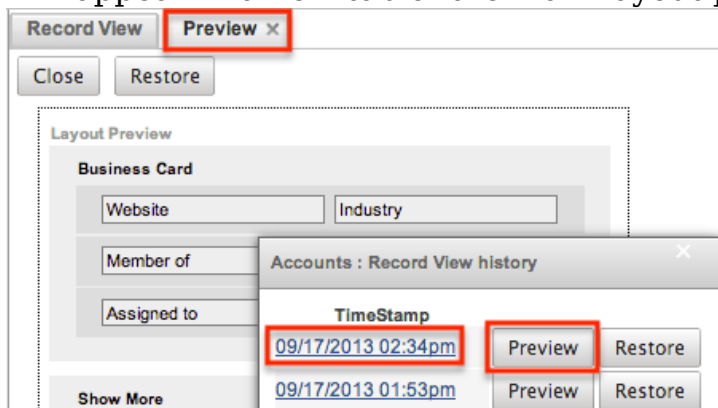 Record View Preview ×
Close Restore
Layout Preview
Business Card
Website Industry
Member of
Assigned to
Show More
Accounts : Record View history ×
TimeStamp
09/17/2013 02:34pm Preview Restore
09/17/2013 01:53pm Preview Restore